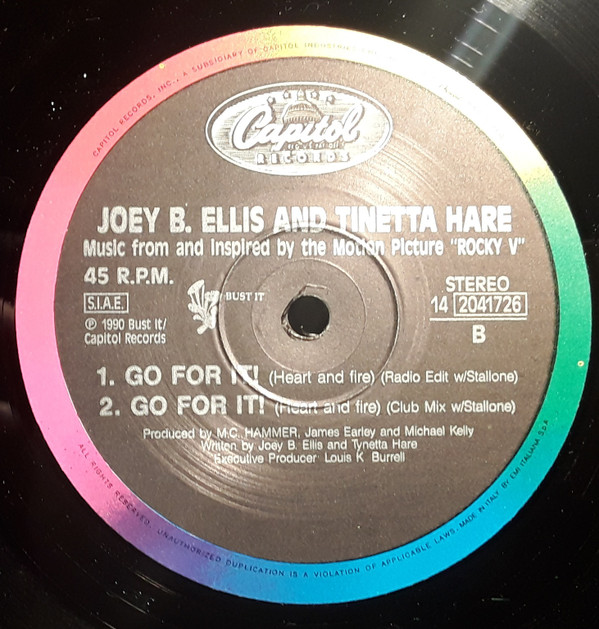 CAPITOL RECORDS, INC., A SUBSIDIARY OF CAPITOL INDUSTRIES
Capitol
RECORDS
JOEY B. ELLIS AND TINETTA HARE
Music from and Inspired by the Motion Picture "ROCKY V"
45 R.P.M.
STEREO
S.I.A.E.
BUST IT
14 2041726
℗ 1990 Bust It/
Capitol Records
B
1. GO FOR IT! (Heart and fire) (Radio Edit w/Stallone)
2. GO FOR IT! (Heart and fire) (Club Mix w/Stallone)
Produced by M.C. HAMMER, James Earley and Michael Kelly
Written by Joey B. Ellis and Tynetta Hare
Executive Producer: Louis K. Burrell
ALL RIGHTS RESERVED. UNAUTHORIZED DUPLICATION IS A VIOLATION OF APPLICABLE LAWS. MADE IN ITALY BY EMI ITALIANA S.p.A.